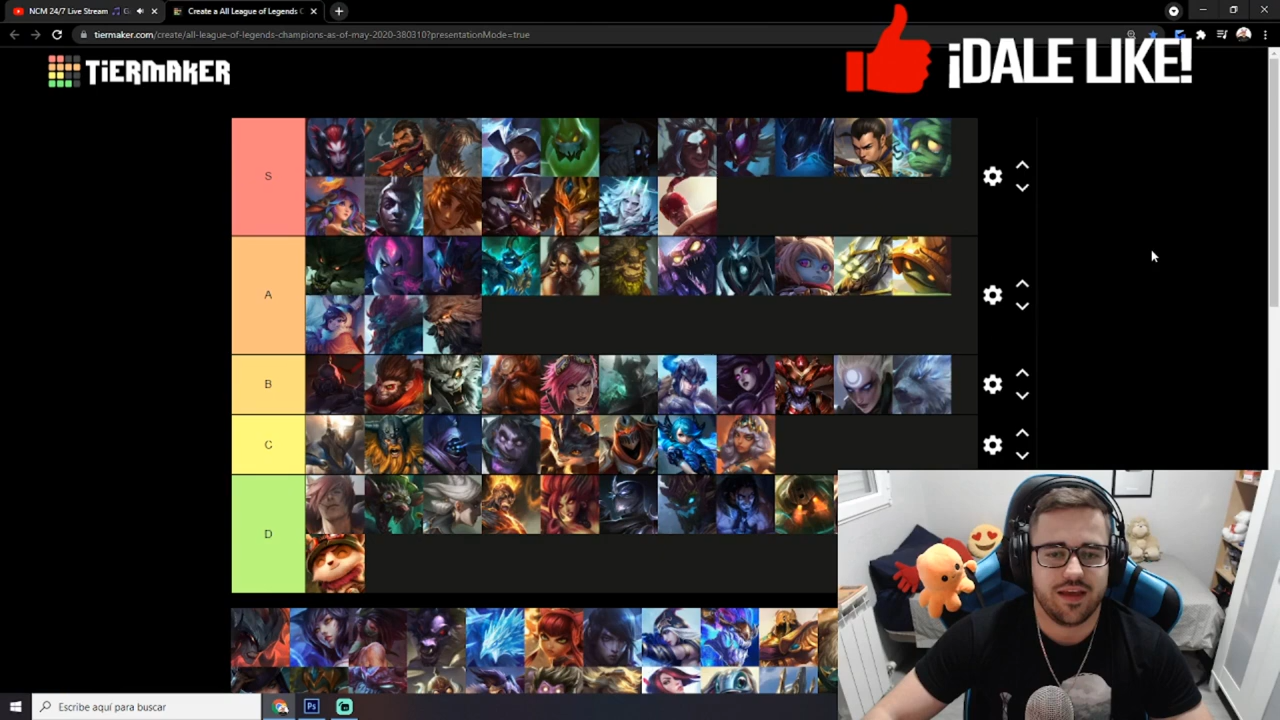 NCM 24/7 Live Stream
Create a All League of Legends C
tiermaker.com/create/all-league-of-legends-champions-as-of-may-2020-380310?presentationMode=true
TiERMAKER
¡DALE LIKE!
S
A
B
C
D
Escribe aquí para buscar
Ps